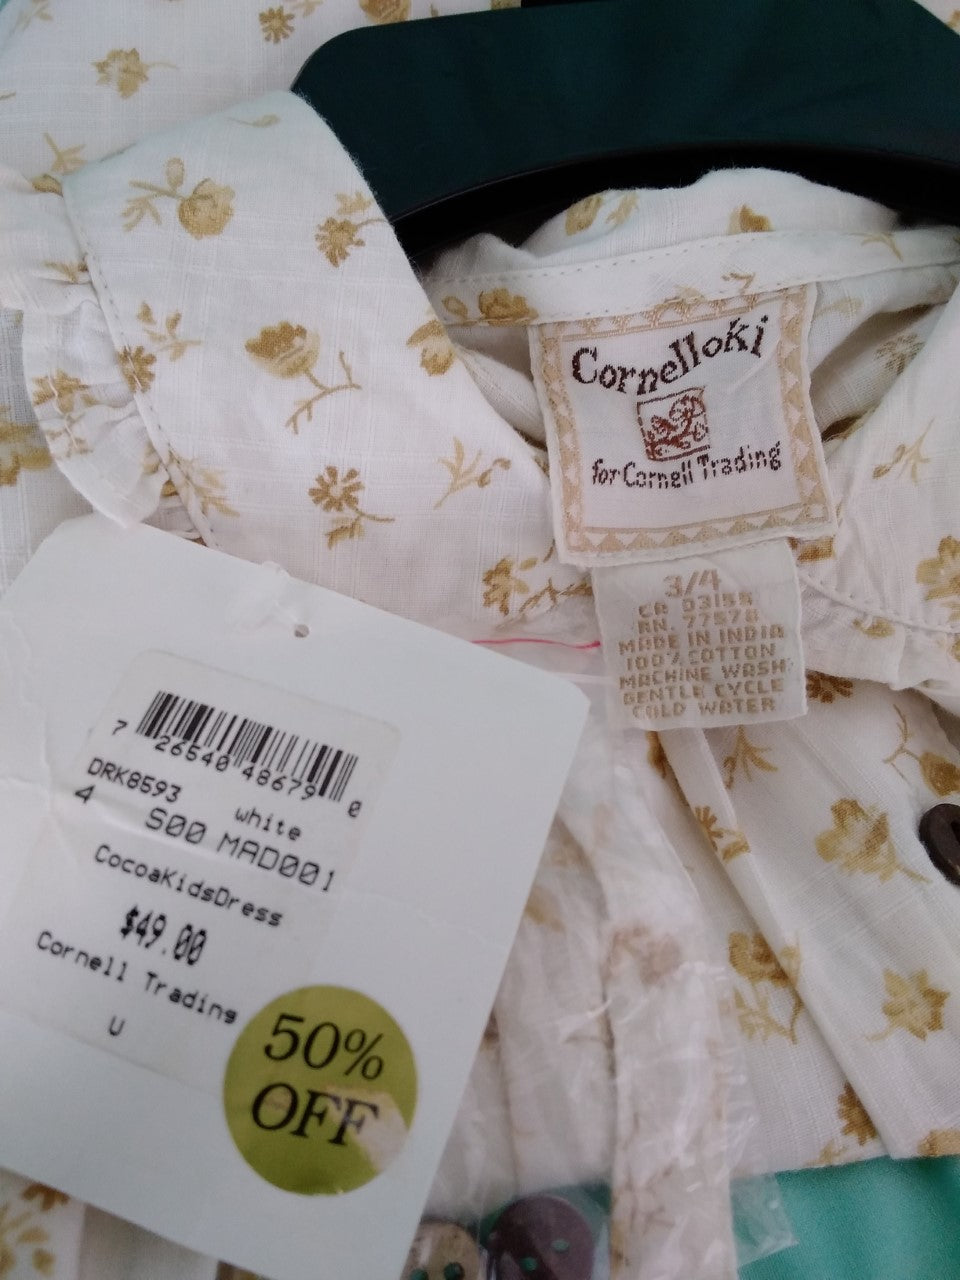 Cornelloki
for Cornell Trading
3/4
CA 03155
RN. 77578
MADE IN INDIA
100% COTTON
MACHINE WASH
GENTLE CYCLE
COLD WATER
7 26540 48679 0
DRK8593 white
4 S00 MAD001
CocoaKidsDress
$49.00
Cornell Trading
U
50%
OFF